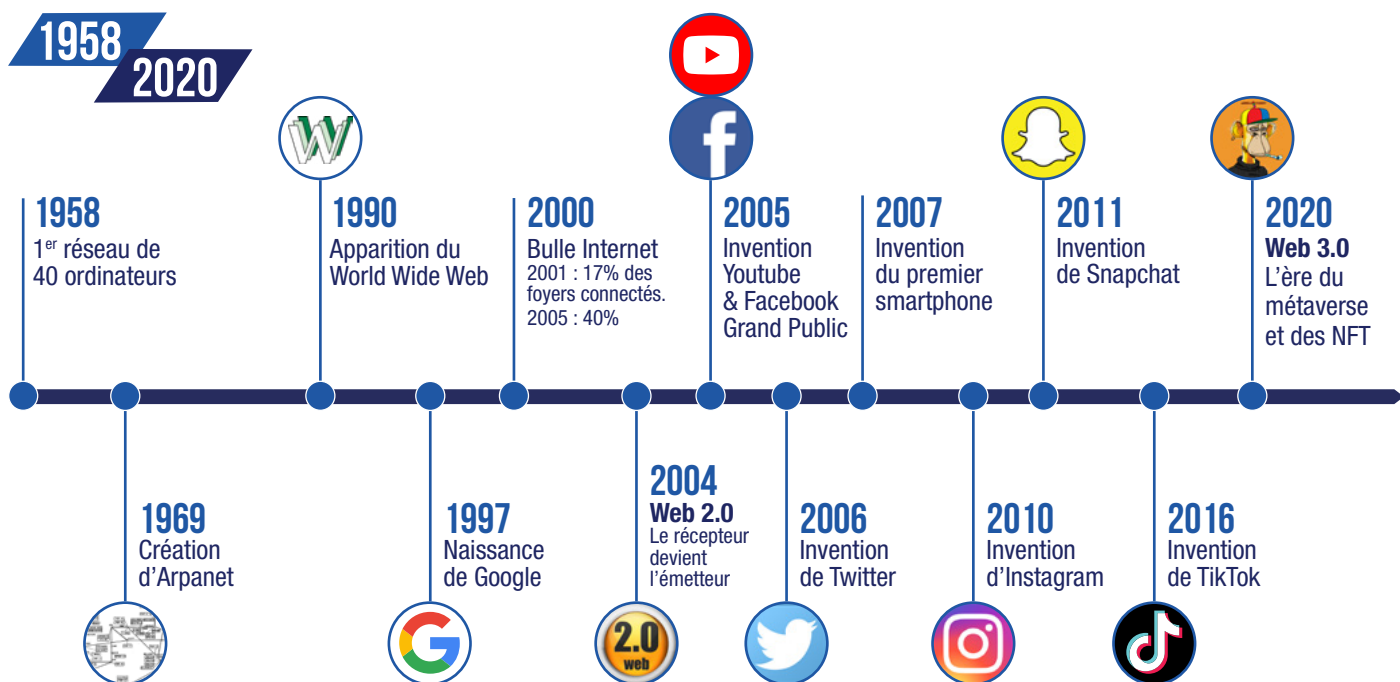 1958
2020
1958
1er réseau de
40 ordinateurs
1969
Création
d’Arpanet
1990
Apparition du
World Wide Web
1997
Naissance
de Google
2000
Bulle Internet
2001 : 17% des
foyers connectés.
2005 : 40%
2004
Web 2.0
Le récepteur
devient
l’émetteur
2.0
web
2005
Invention
Youtube
& Facebook
Grand Public
2006
Invention
de Twitter
2007
Invention
du premier
smartphone
2010
Invention
d’Instagram
2011
Invention
de Snapchat
2016
Invention
de TikTok
2020
Web 3.0
L’ère du
métaverse
et des NFT